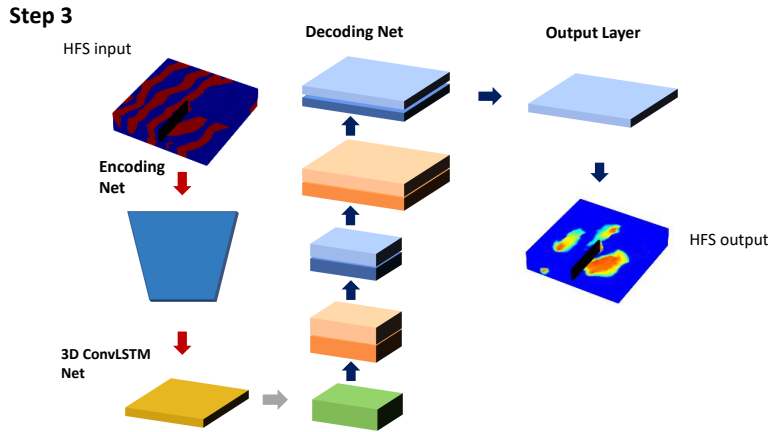 Step 3
HFS input
Decoding Net
Output Layer
Encoding
Net
HFS output
3D ConvLSTM
Net